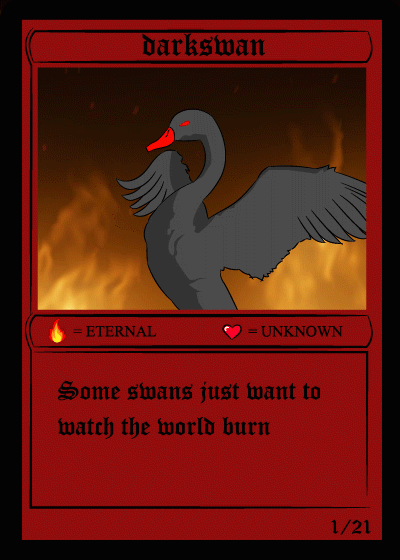 darkswan
= ETERNAL = UNKNOWN
Some swans just want to
watch the world burn
1/21